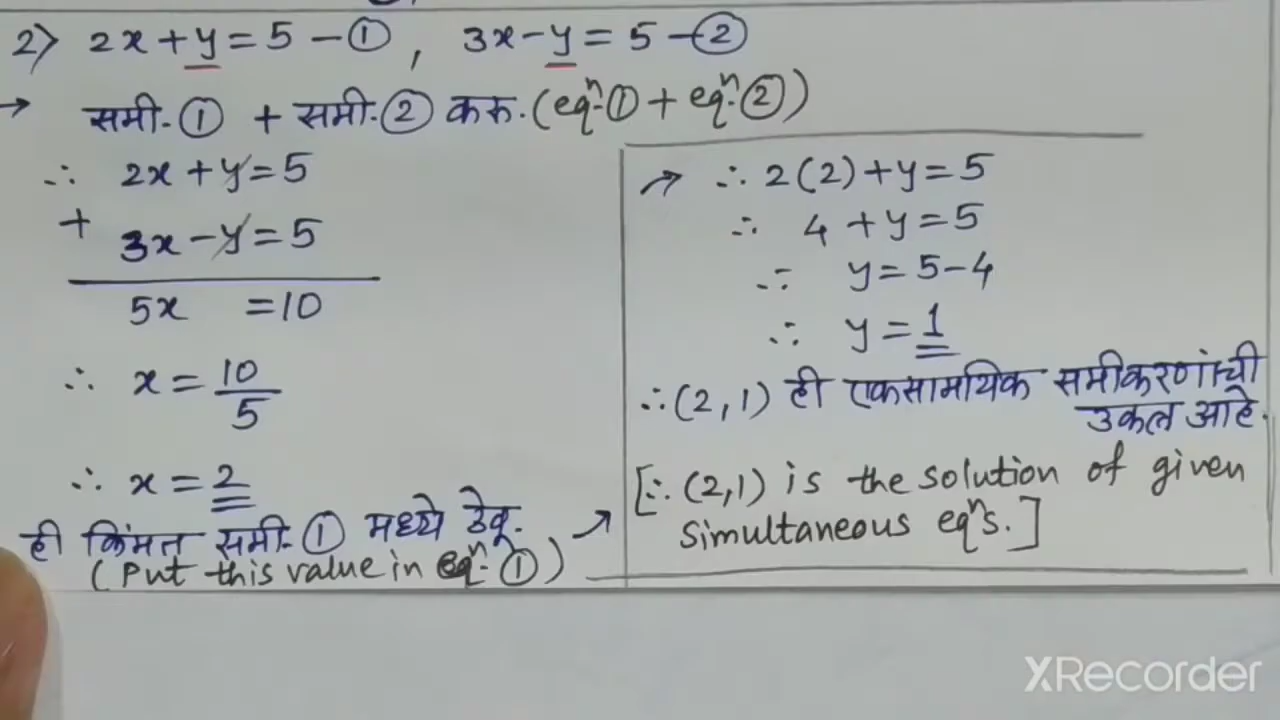 2) 2x + y = 5 - ① , 3x - y = 5 - ②
→ समी. ① + समी. ② करू. (eqⁿ. ① + eqⁿ. ②)
∴ 2x + y = 5
+ 3x - y = 5
5x = 10
∴ x = 10/5
∴ x = 2
ही किंमत समी. ① मध्ये ठेवू.
(Put this value in eqⁿ. ①)
→ ∴ 2(2) + y = 5
∴ 4 + y = 5
∴ y = 5 - 4
∴ y = 1
∴ (2,1) ही एकसामयिक समीकरणांची
उकल आहे.
[∴ (2,1) is the solution of given
simultaneous eqⁿs.]
XRecorder